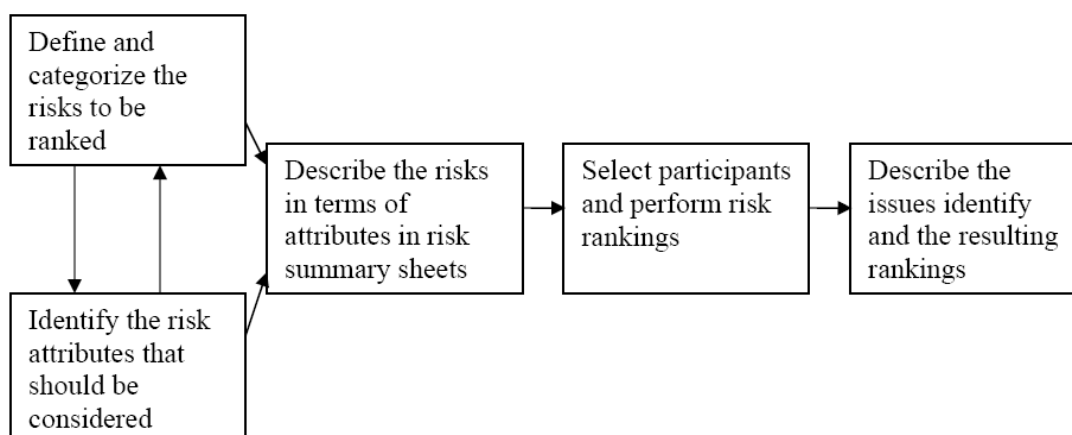 Define and
categorize the
risks to be
ranked
Identify the risk
attributes that
should be
considered
Describe the risks
in terms of
attributes in risk
summary sheets
Select participants
and perform risk
rankings
Describe the
issues identify
and the resulting
rankings